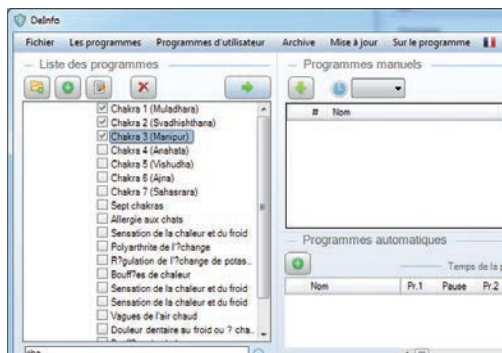 DeInfo
Fichier Les programmes Programmes d'utilisateur Archive Mise à jour Sur le programme
Liste des programmes
Chakra 1 (Muladhara)
Chakra 2 (Svadhishthara)
Chakra 3 (Manipur)
Chakra 4 (Anahata)
Chakra 5 (Vishudha)
Chakra 6 (Ajna)
Chakra 7 (Sahasrara)
Sept chakras
Allergie aux chats
Sensation de la chaleur et du froid
Polyarthrite de l'?change
R?gulation de l'?change de potas..
Bouff?es de chaleur
Sensation de la chaleur et du froid
Sensation de la chaleur et du froid
Vagues de l'air chaud
Douleur dentaire au froid ou ? cha..
cha
Programmes manuels
# Nom
Programmes automatiques
Temps de la
Nom Pr.1 Pause Pr.2